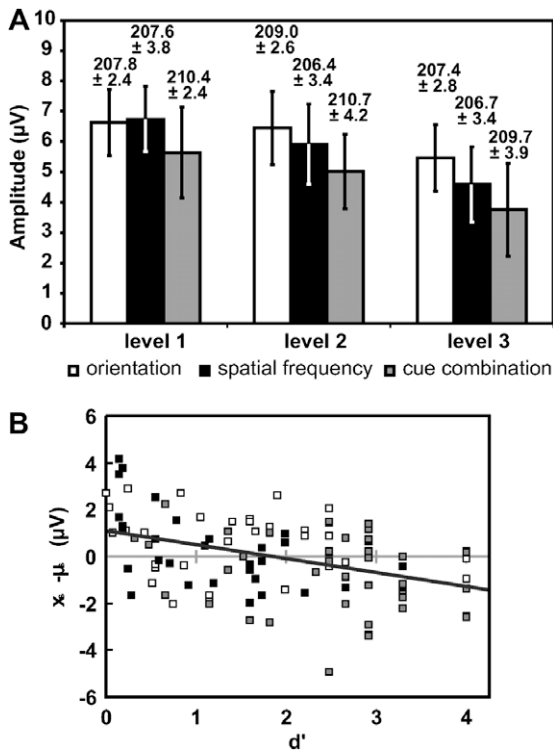 A
Amplitude (µV)
10
9
8
7
6
5
4
3
2
1
0
207.8 ± 2.4
207.6 ± 3.8
210.4 ± 2.4
209.0 ± 2.6
206.4 ± 3.4
210.7 ± 4.2
207.4 ± 2.8
206.7 ± 3.4
209.7 ± 3.9
level 1 level 2 level 3
orientation spatial frequency cue combination
B
xₛ -µₛ (µV)
6
4
2
0
-2
-4
-6
0 1 2 3 4
d'